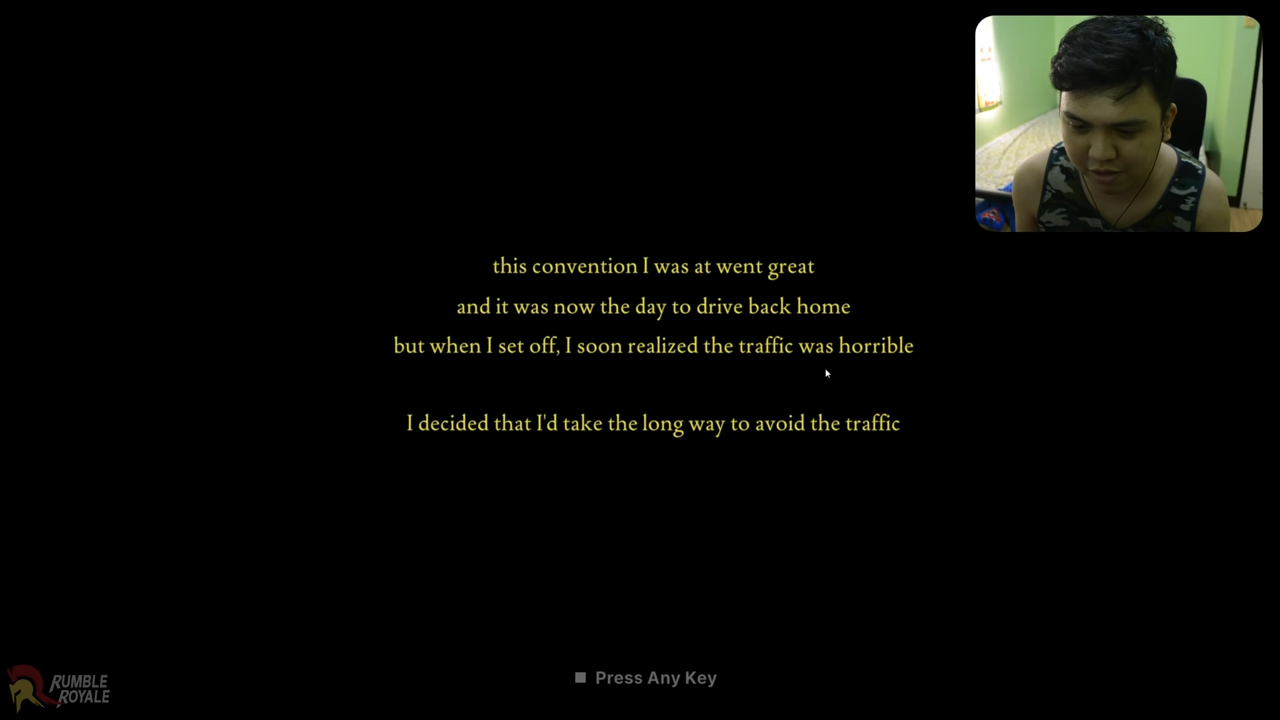 this convention I was at went great
and it was now the day to drive back home
but when I set off, I soon realized the traffic was horrible
I decided that I'd take the long way to avoid the traffic
Press Any Key
RUMBLE
ROYALE